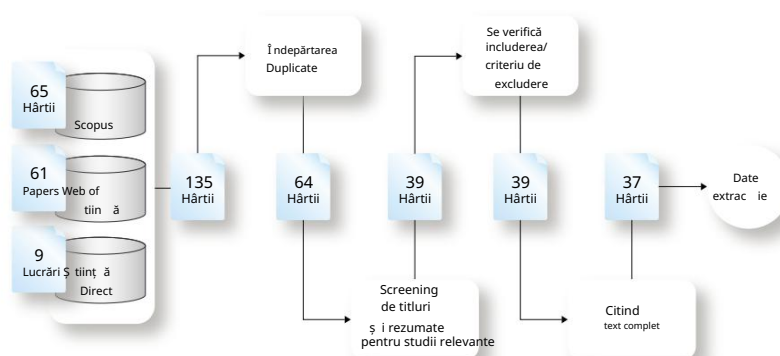 65
Hârtii
Scopus
61
Papers Web of
tiin ă
9
Lucrări Ș tiinț ă
Direct
135
Hârtii
Î ndepărtarea
Duplicate
64
Hârtii
Screening
de titluri
ș i rezumate
pentru studii relevante
39
Hârtii
Se verifică
includerea/
criteriu de
excludere
39
Hârtii
Citind
text complet
37
Hârtii
Date
extrac ie